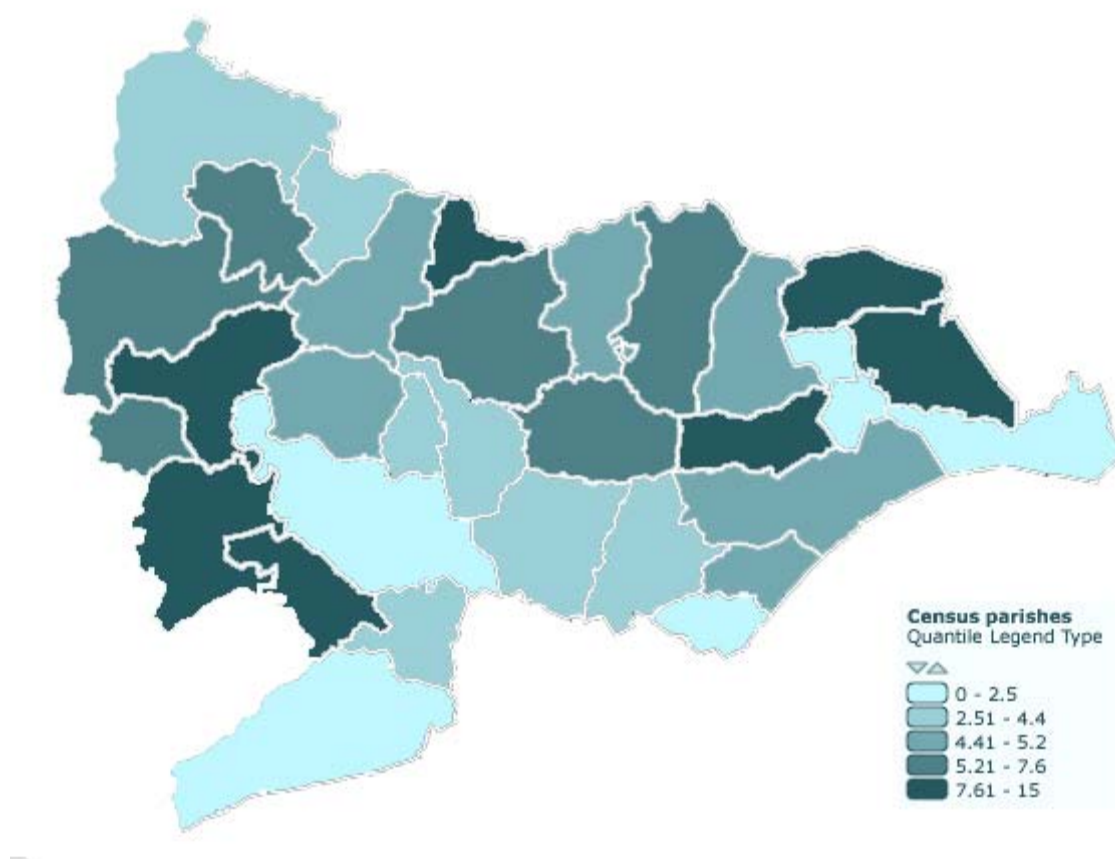 Census parishes
Quantile Legend Type
0 - 2.5
2.51 - 4.4
4.41 - 5.2
5.21 - 7.6
7.61 - 15